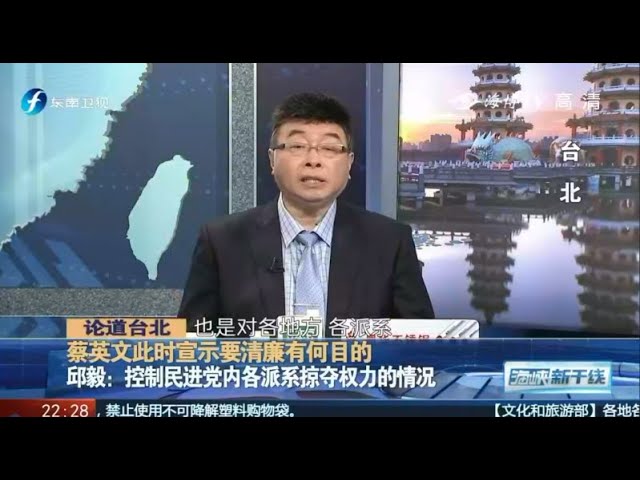 东南卫视
高清
台北
也是对各地方 各派系
论道台北
蔡英文此时宣示要清廉有何目的
邱毅：控制民进党内各派系掠夺权力的情况
海峡新干线
22:28
,禁止使用不可降解塑料购物袋。
【文化和旅游部】各地各